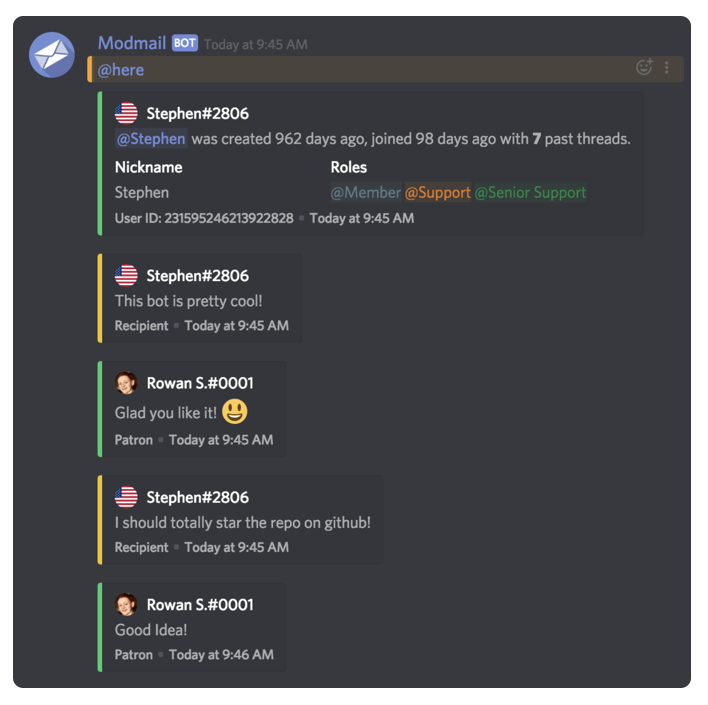 Modmail BOT Today at 9:45 AM
@here
Stephen#2806
@Stephen was created 962 days ago, joined 98 days ago with 7 past threads.
Nickname Roles
Stephen @Member @Support @Senior Support
User ID: 231595246213922828 • Today at 9:45 AM
Stephen#2806
This bot is pretty cool!
Recipient • Today at 9:45 AM
Rowan S.#0001
Glad you like it! 😃
Patron • Today at 9:45 AM
Stephen#2806
I should totally star the repo on github!
Recipient • Today at 9:45 AM
Rowan S.#0001
Good Idea!
Patron • Today at 9:46 AM